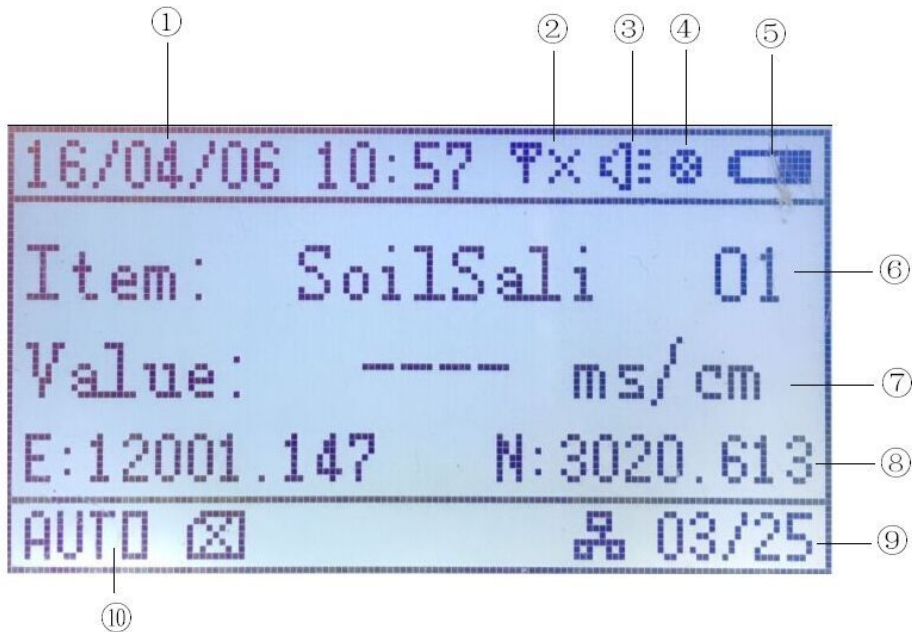 ① ② ③ ④ ⑤
16/04/06 10:57
Item: SoilSali 01 ⑥
Value: ---- ms/cm ⑦
E:12001.147 N:3020.613 ⑧
AUTO 03/25 ⑨
⑩